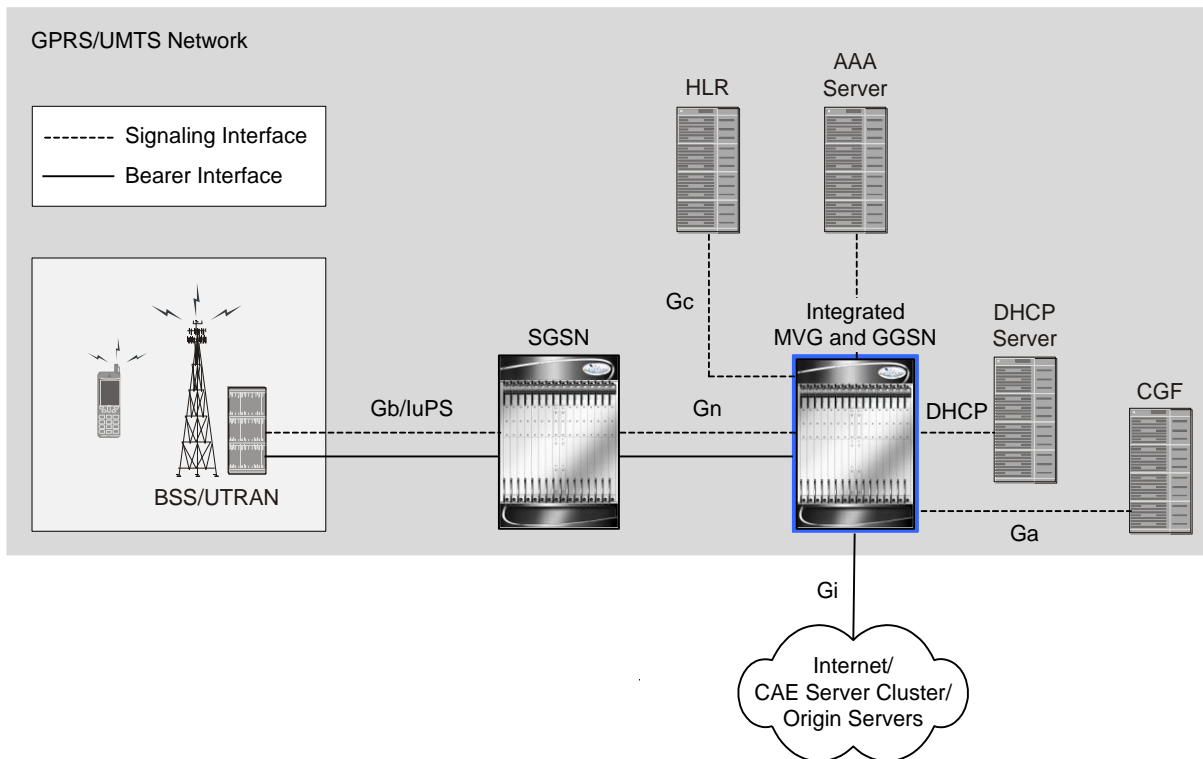 GPRS/UMTS Network
AAA
Server
HLR
Signaling Interface
Bearer Interface
Gc
Integrated
MVG and GGSN
DHCP
Server
SGSN
CGF
Gb/IuPS
Gn
DHCP
BSS/UTRAN
Ga
Gi
Internet/
CAE Server Cluster/
Origin Servers